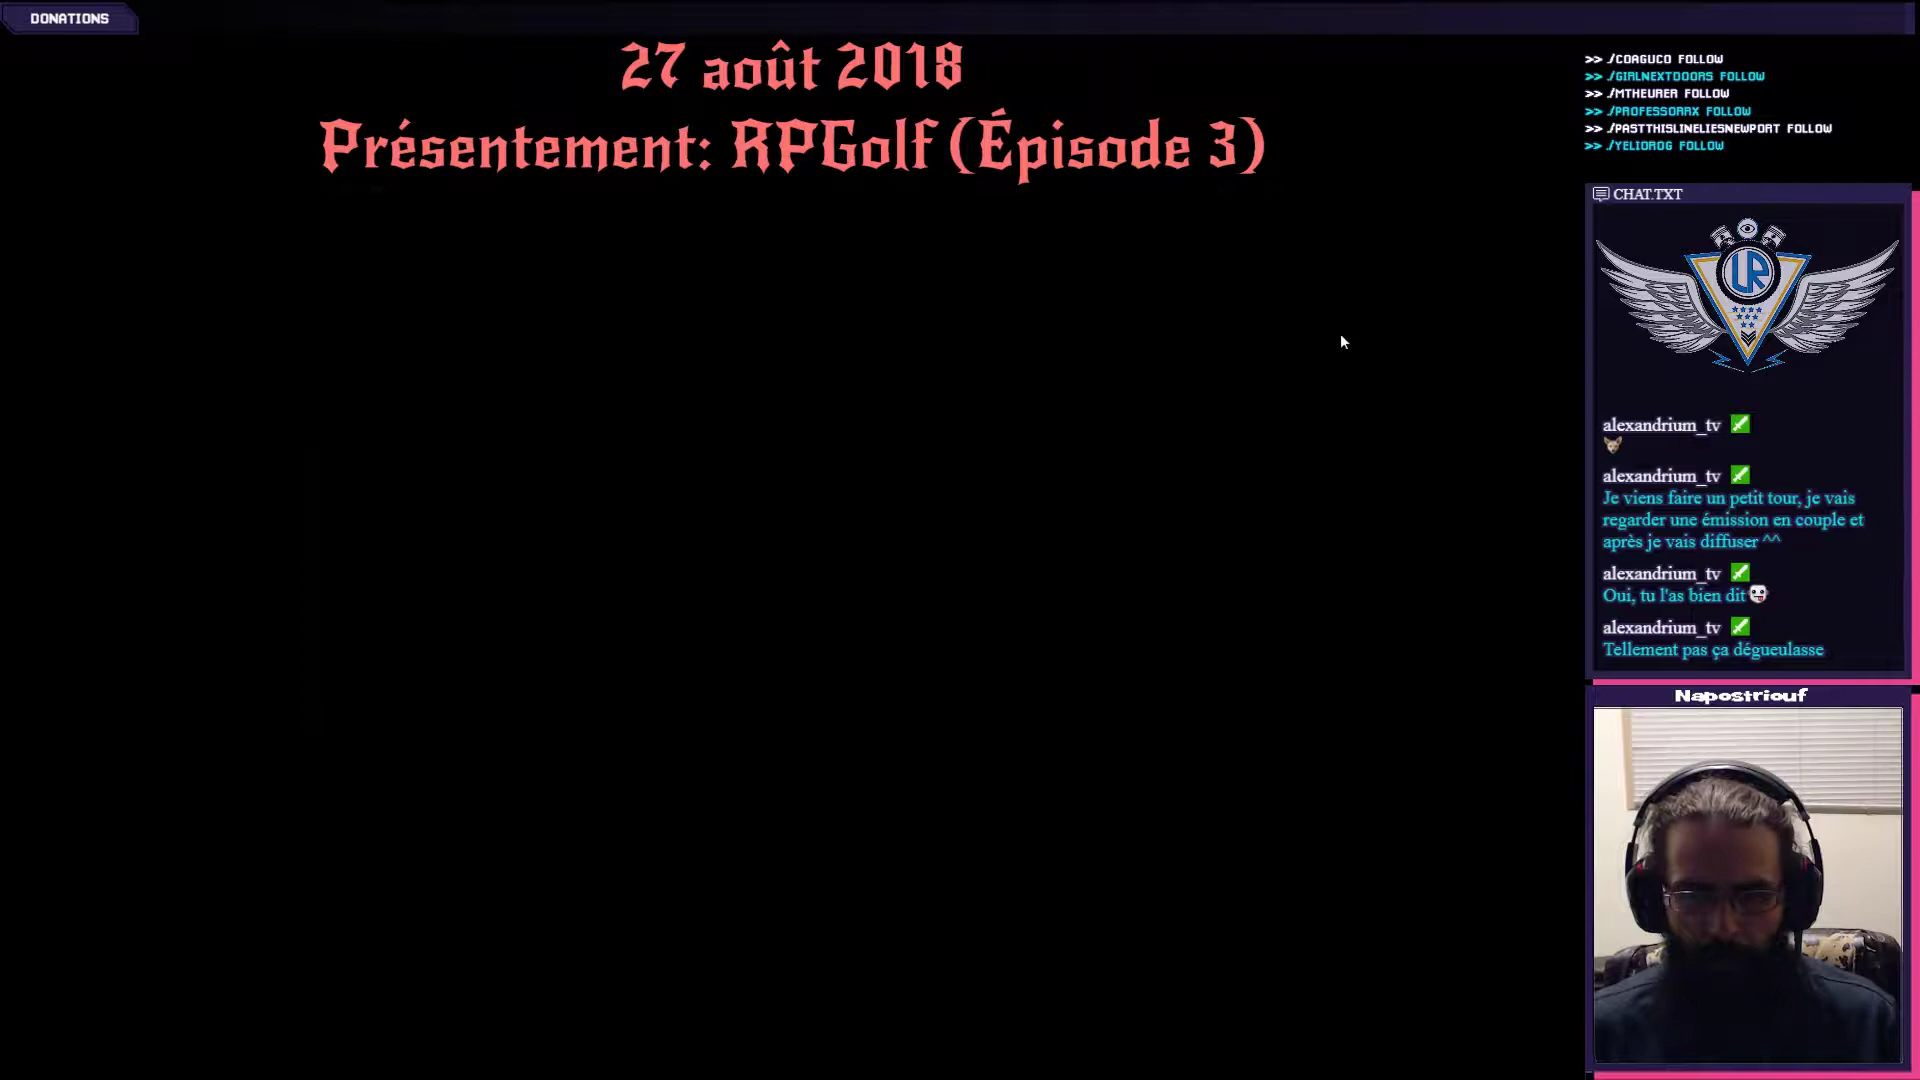 DONATIONS
27 août 2018
Présentement: RPGolf (Épisode 3)
>> ./COAGUCO FOLLOW
>> ./GIRLNEXTDOORS FOLLOW
>> ./MTHEURER FOLLOW
>> ./PROFESSORRX FOLLOW
>> ./PASTTHISLINELIESNEWPORT FOLLOW
>> ./YELIOROG FOLLOW
CHAT.TXT
LR
alexandrium_tv
alexandrium_tv
Je viens faire un petit tour, je vais
regarder une émission en couple et
après je vais diffuser ^^
alexandrium_tv
Oui, tu l'as bien dit
alexandrium_tv
Tellement pas ça dégueulasse
Napostriouf